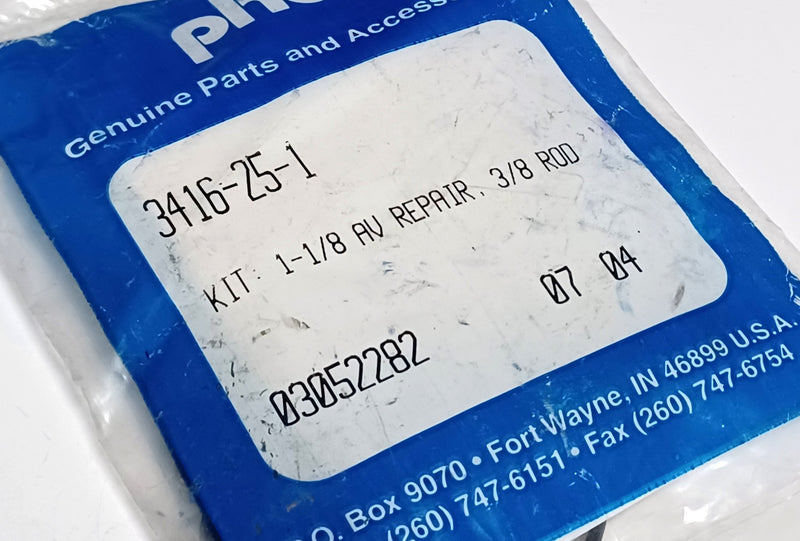 Genuine Parts and
3416-25-1
KIT: 1-1/8 AV REPAIR, 3/8 ROD
07 04
03052282
Box 9070 • Fort Wayne, IN 46899 U.S.A.
(260) 747-6151 • Fax (260) 747-6754